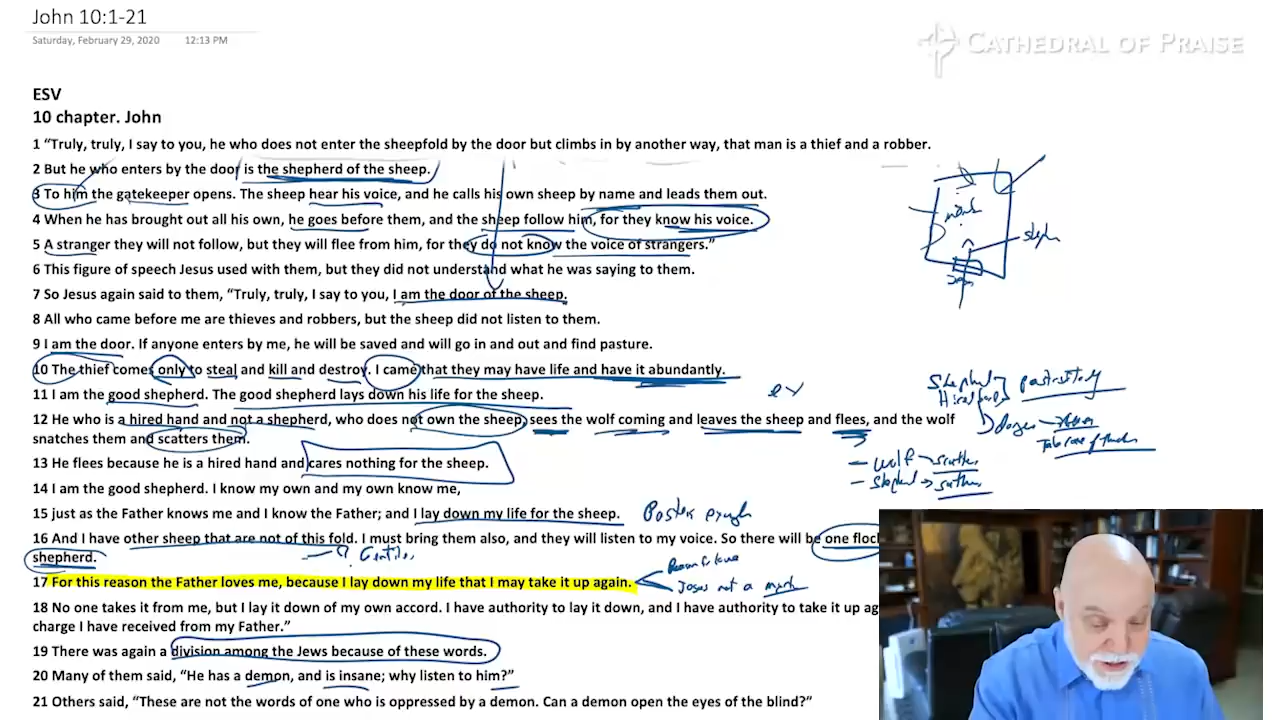 John 10:1-21
Saturday, February 29, 2020 12:13 PM
CATHEDRAL OF PRAISE
ESV
10 chapter. John
1 “Truly, truly, I say to you, he who does not enter the sheepfold by the door but climbs in by another way, that man is a thief and a robber.
2 But he who enters by the door is the shepherd of the sheep.
3 To him the gatekeeper opens. The sheep hear his voice, and he calls his own sheep by name and leads them out.
4 When he has brought out all his own, he goes before them, and the sheep follow him, for they know his voice.
5 A stranger they will not follow, but they will flee from him, for they do not know the voice of strangers.”
6 This figure of speech Jesus used with them, but they did not understand what he was saying to them.
7 So Jesus again said to them, “Truly, truly, I say to you, I am the door of the sheep.
8 All who came before me are thieves and robbers, but the sheep did not listen to them.
9 I am the door. If anyone enters by me, he will be saved and will go in and out and find pasture.
10 The thief comes only to steal and kill and destroy. I came that they may have life and have it abundantly.
11 I am the good shepherd. The good shepherd lays down his life for the sheep.
12 He who is a hired hand and not a shepherd, who does not own the sheep, sees the wolf coming and leaves the sheep and flees, and the wolf
snatches them and scatters them.
13 He flees because he is a hired hand and cares nothing for the sheep.
- wolf
14 I am the good shepherd. I know my own and my own know me,
15 just as the Father knows me and I know the Father; and I lay down my life for the sheep.
16 And I have other sheep that are not of this fold. I must bring them also, and they will listen to my voice. So there will be one
shepherd.
17 For this reason the Father loves me, because I lay down my life that I may take it up again.
Jesus not a
18 No one takes it from me, but I lay it down of my own accord. I have authority to lay it down, and I have authority to take it up
charge I have received from my Father.”
19 There was again a division among the Jews because of these words.
20 Many of them said, “He has a demon, and is insane; why listen to him?”
21 Others said, “These are not the words of one who is oppressed by a demon. Can a demon open the eyes of the blind?”